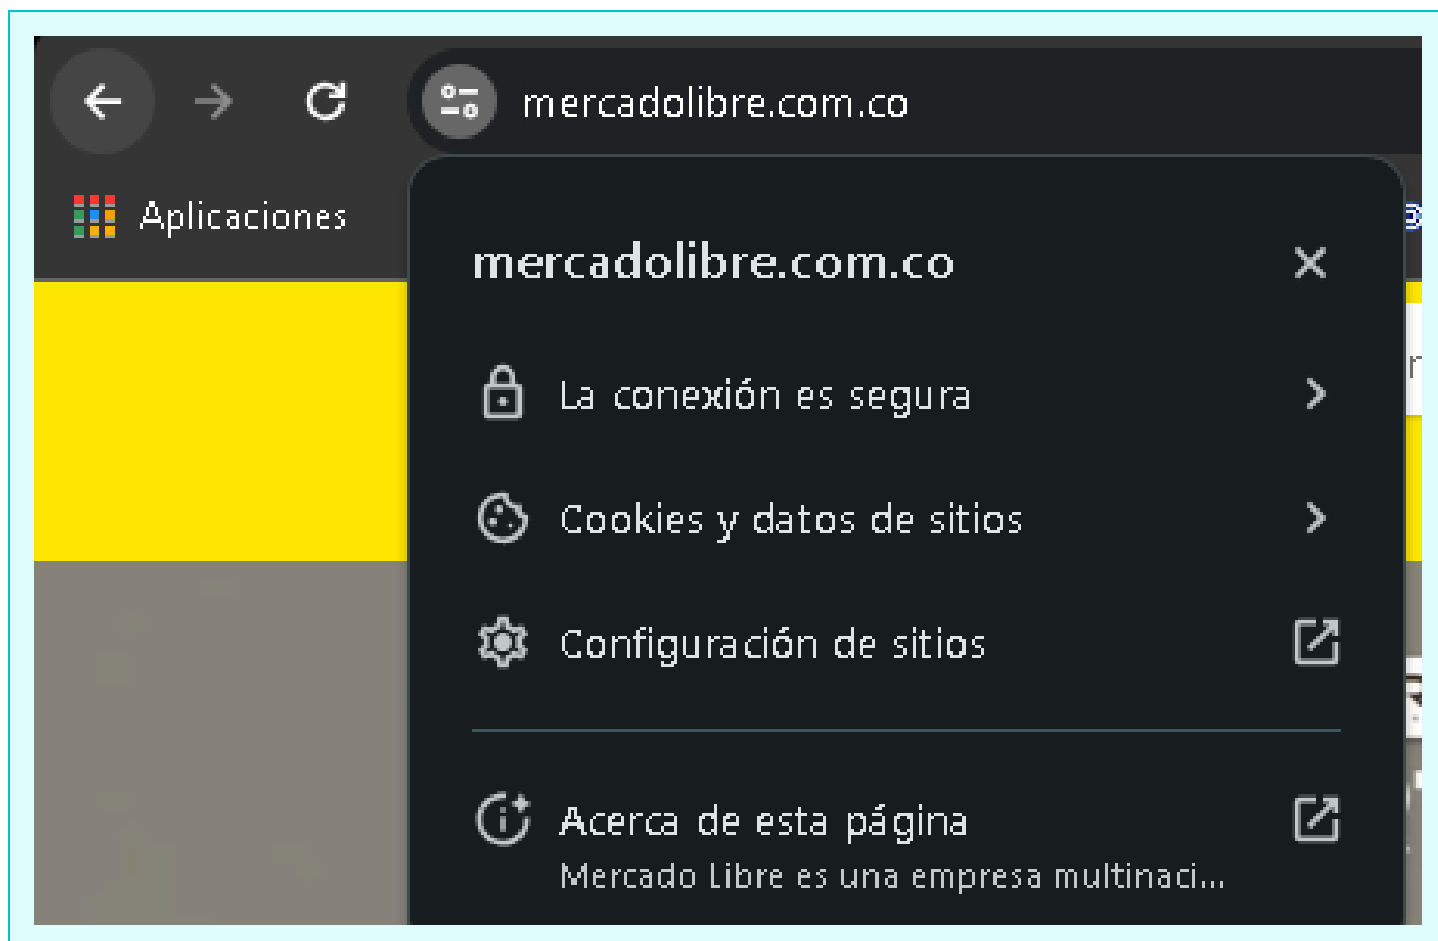 mercadolibre.com.co
Aplicaciones
mercadolibre.com.co
La conexión es segura
Cookies y datos de sitios
Configuración de sitios
Acerca de esta página
Mercado Libre es una empresa multinaci...